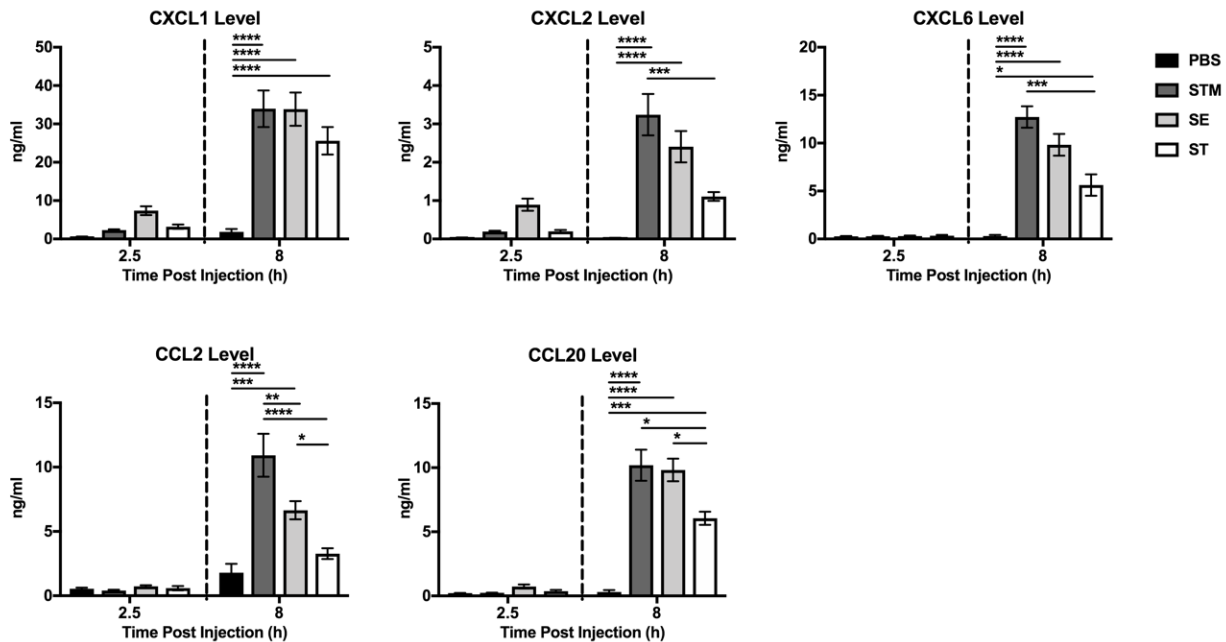 CXCL1 Level
****
****
****
50
40
30
20
10
0
ng/ml
2.5
8
Time Post Injection (h)
CXCL2 Level
****
****
***
5
4
3
2
1
0
ng/ml
2.5
8
Time Post Injection (h)
CXCL6 Level
****
****
*
***
20
15
10
5
0
ng/ml
2.5
8
Time Post Injection (h)
PBS
STM
SE
ST
CCL2 Level
****
***
**
****
*
15
10
5
0
ng/ml
2.5
8
Time Post Injection (h)
CCL20 Level
****
****
***
*
*
15
10
5
0
ng/ml
2.5
8
Time Post Injection (h)